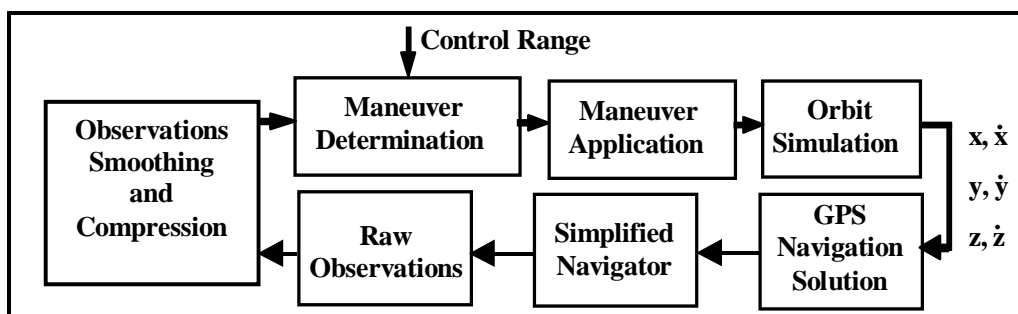 Control Range
Observations
Smoothing
and
Compression
Maneuver
Determination
Maneuver
Application
Orbit
Simulation
x, ẋ
y, ẏ
z, ż
GPS
Navigation
Solution
Simplified
Navigator
Raw
Observations